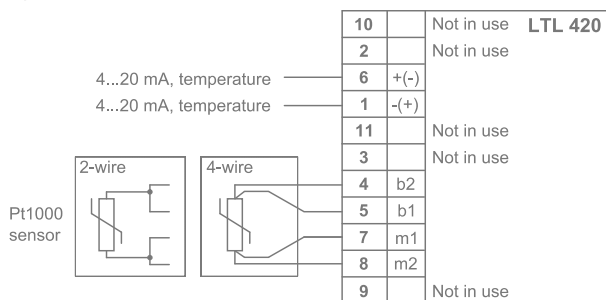 10 Not in use LTL 420
2 Not in use
4...20 mA, temperature 6 +(-)
4...20 mA, temperature 1 -(+)
11 Not in use
3 Not in use
2-wire 4-wire
4 b2
Pt1000
sensor
5 b1
7 m1
8 m2
9 Not in use